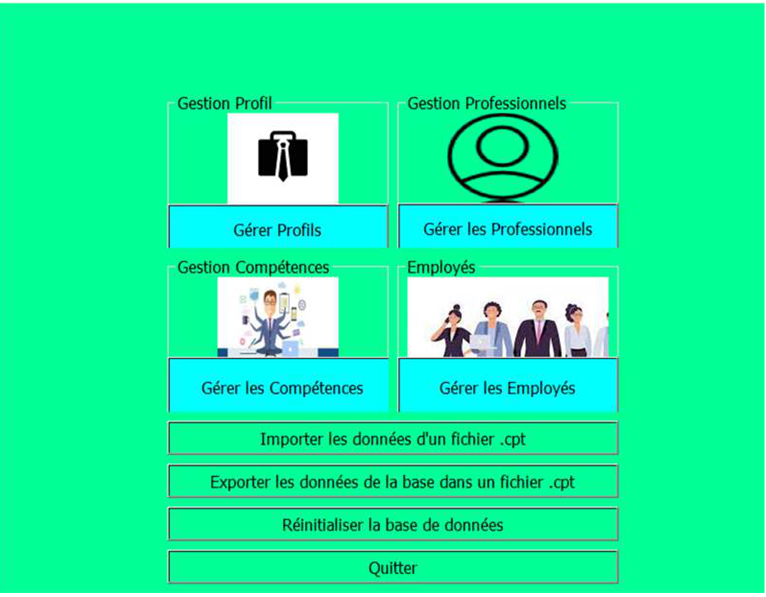 Gestion Profil
Gestion Professionnels
Gérer Profils
Gérer les Professionnels
Gestion Compétences
Employés
Gérer les Compétences
Gérer les Employés
Importer les données d'un fichier .cpt
Exporter les données de la base dans un fichier .cpt
Réinitialiser la base de données
Quitter